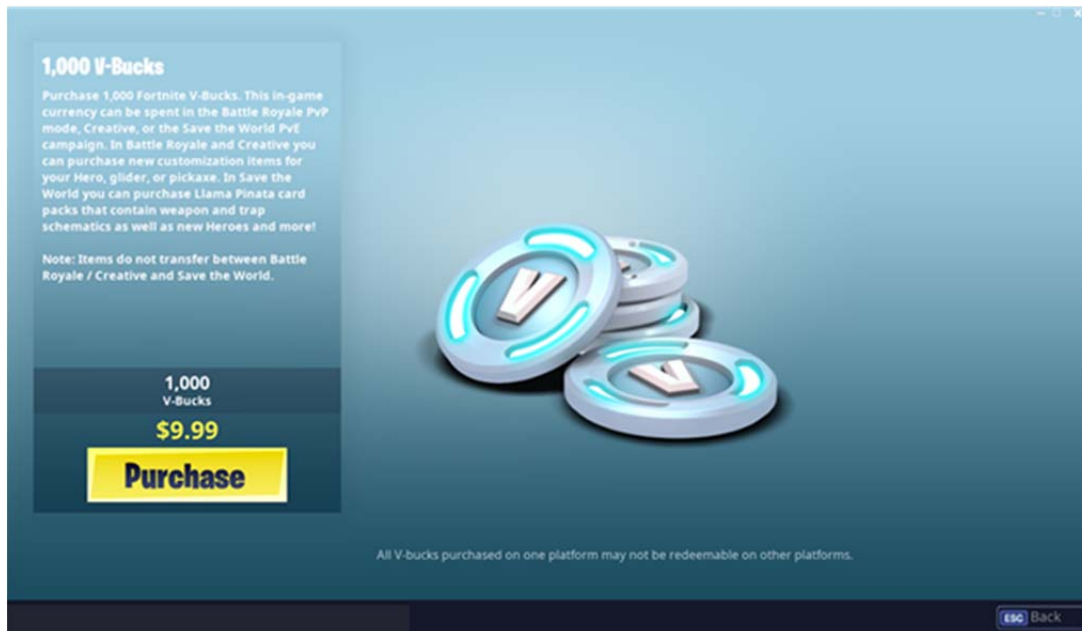 1,000 V-Bucks
Purchase 1,000 Fortnite V-Bucks. This in-game
currency can be spent in the Battle Royale PvP
mode, Creative, or the Save the World PvE
campaign. In Battle Royale and Creative you
can purchase new customization items for
your Hero, glider, or pickaxe. In Save the
World you can purchase Llama Pinata card
packs that contain weapon and trap
schematics as well as new Heroes and more!
Note: Items do not transfer between Battle
Royale / Creative and Save the World.
1,000
V-Bucks
$9.99
Purchase
V
V
All V-bucks purchased on one platform may not be redeemable on other platforms.
ESC Back